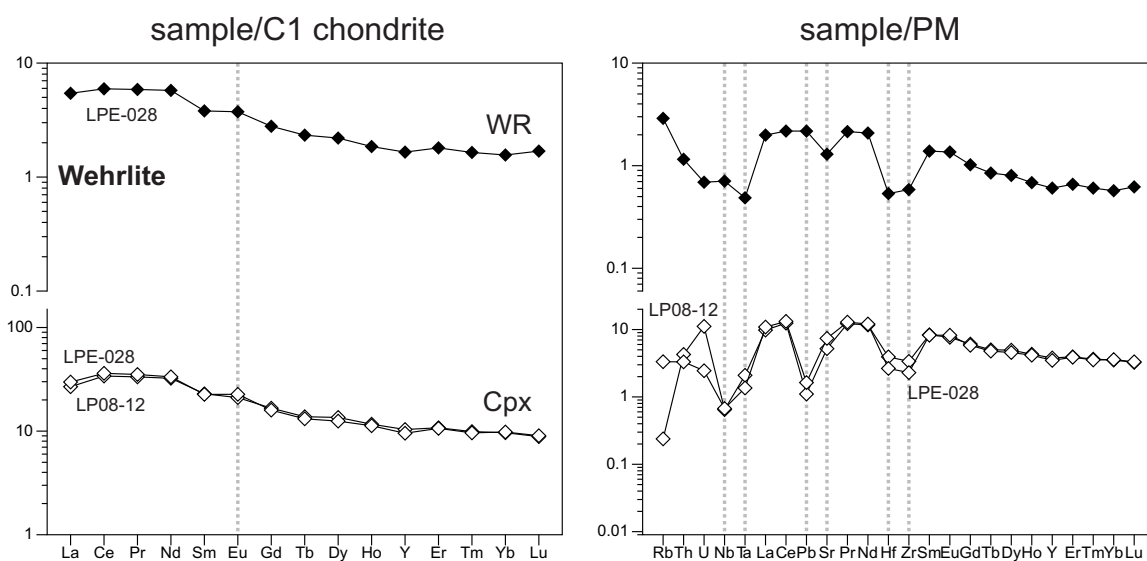 sample/C1 chondrite
sample/PM
10
1
0.1
LPE-028
WR
Wehrlite
100
10
1
LPE-028
LP08-12
Cpx
La Ce Pr Nd Sm Eu Gd Tb Dy Ho Y Er Tm Yb Lu
10
1
0.1
10
1
0.1
0.01
LP08-12
LPE-028
Rb Th U Nb Ta La Ce Pb Sr Pr Nd Hf Zr Sm Eu Gd Tb Dy Ho Y Er Tm Yb Lu